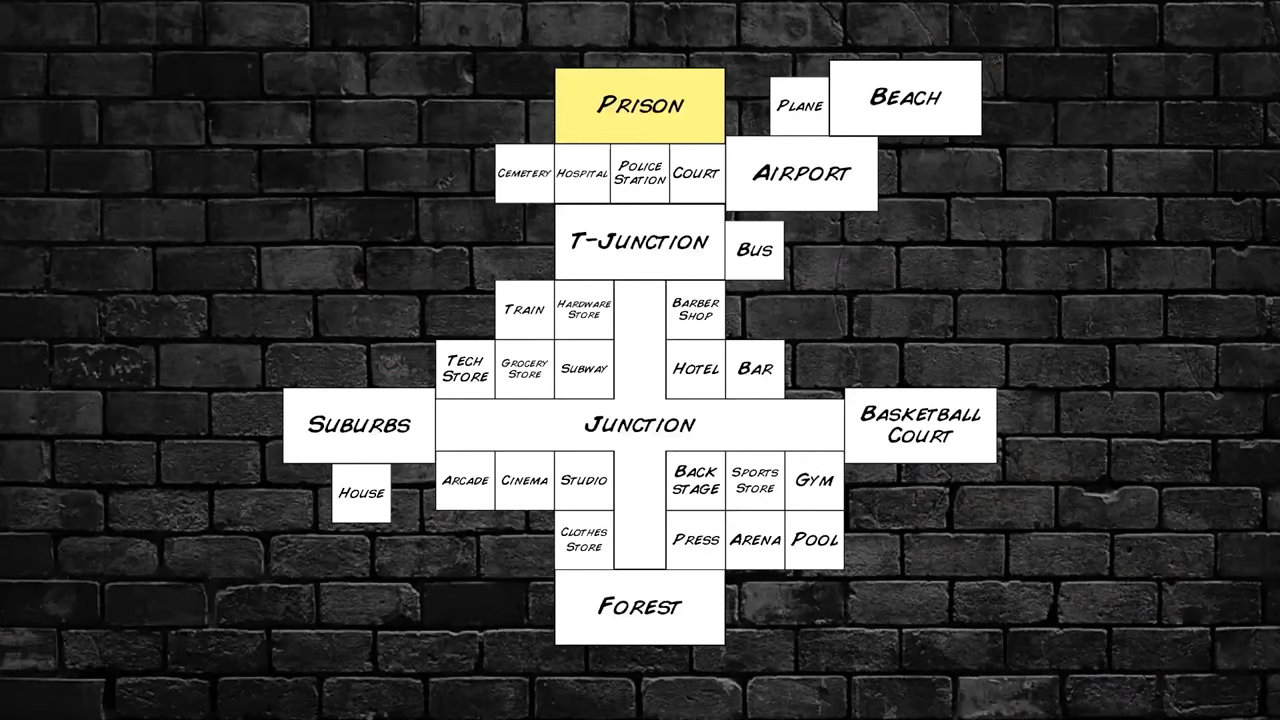 PRISON
PLANE
BEACH
CEMETERY
HOSPITAL
POLICE
STATION
COURT
AIRPORT
T-JUNCTION
BUS
TRAIN
HARDWARE
STORE
BARBER
SHOP
TECH
STORE
GROCERY
STORE
SUBWAY
HOTEL
BAR
SUBURBS
JUNCTION
BASKETBALL
COURT
HOUSE
ARCADE
CINEMA
STUDIO
BACK
STAGE
SPORTS
STORE
GYM
CLOTHES
STORE
PRESS
ARENA
POOL
FOREST